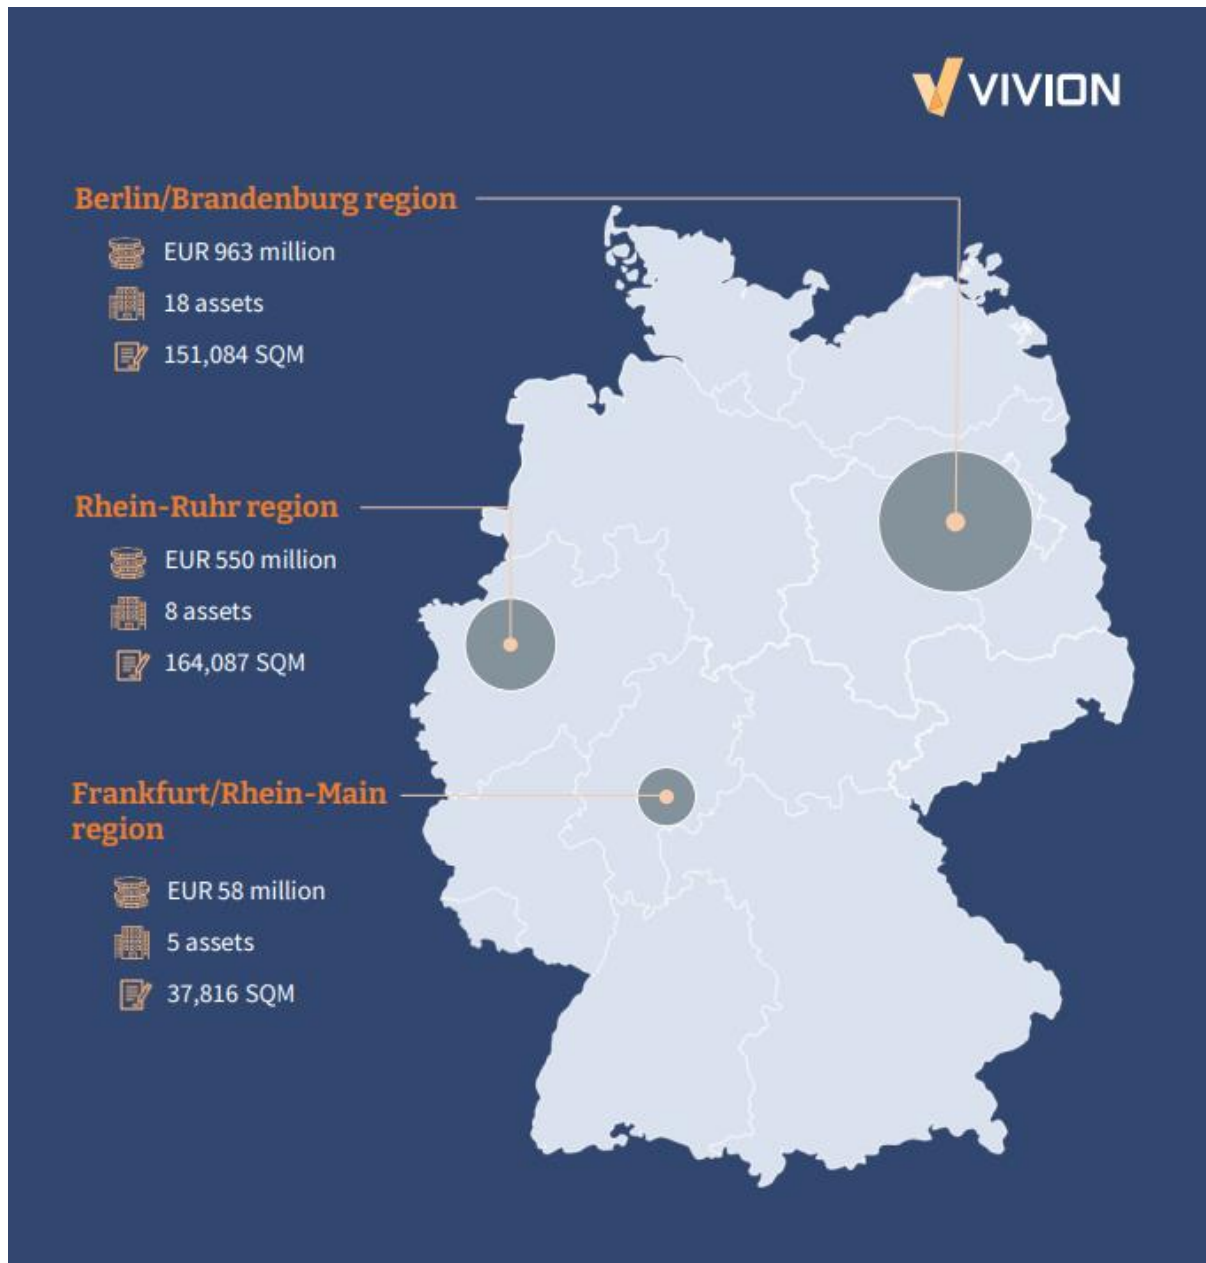 VIVION
Berlin/Brandenburg region
EUR 963 million
18 assets
151,084 SQM
Rhein-Ruhr region
EUR 550 million
8 assets
164,087 SQM
Frankfurt/Rhein-Main
region
EUR 58 million
5 assets
37,816 SQM